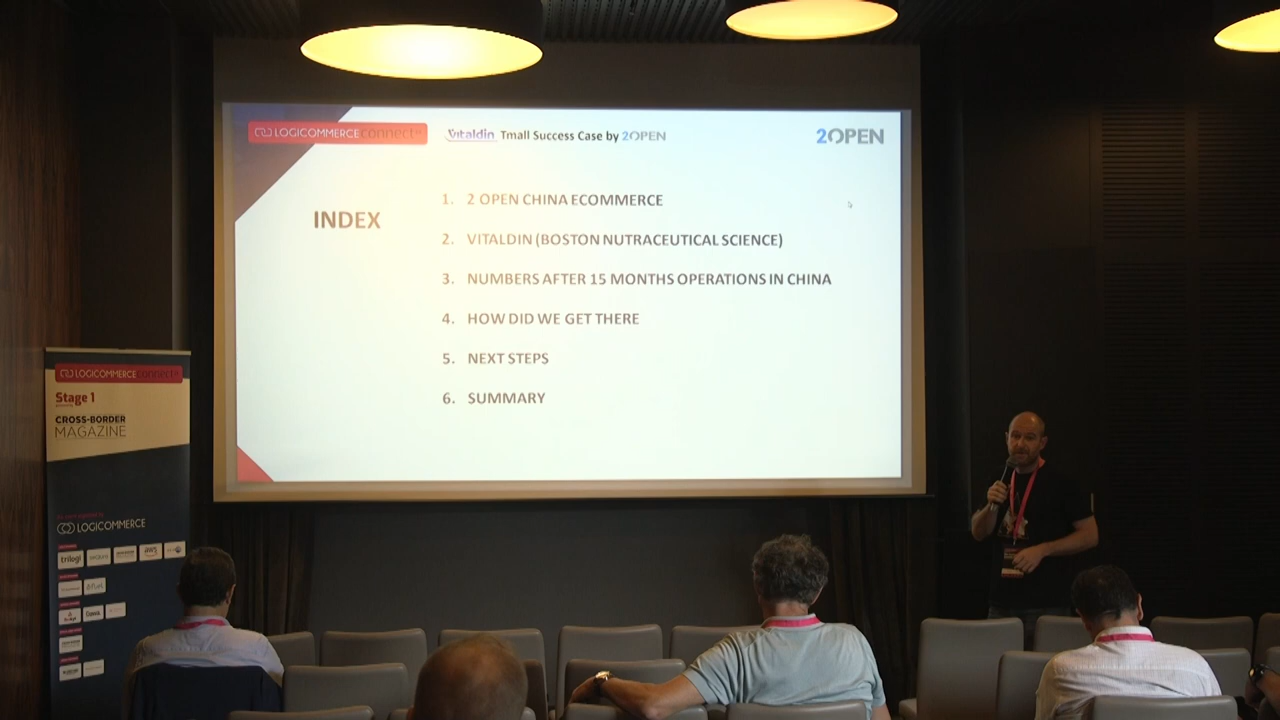 LOGICOMMERCE connect
Vitaldin Tmall Success Case by 2OPEN
2OPEN
INDEX
1. 2 OPEN CHINA ECOMMERCE
2. VITALDIN (BOSTON NUTRACEUTICAL SCIENCE)
3. NUMBERS AFTER 15 MONTHS OPERATIONS IN CHINA
4. HOW DID WE GET THERE
5. NEXT STEPS
6. SUMMARY
LOGICOMMERCE connect
Stage 1
CROSS-BORDER
MAGAZINE
LOGICOMMERCE
trilogi
aws